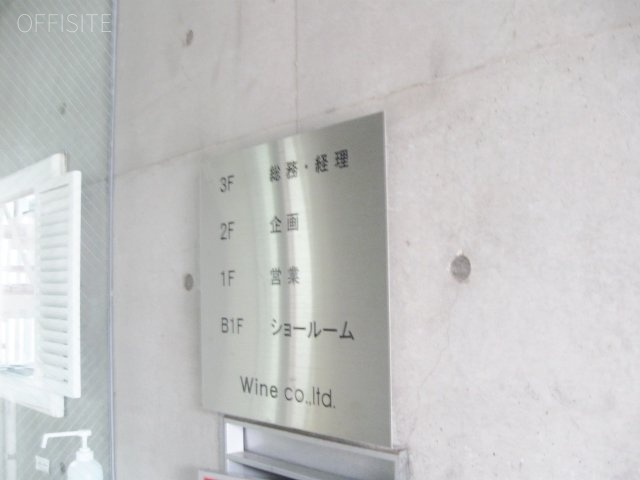 OFFISITE
3F 総務・経理
2F 企画
1F 営業
B1F ショールーム
Wine co.,ltd.